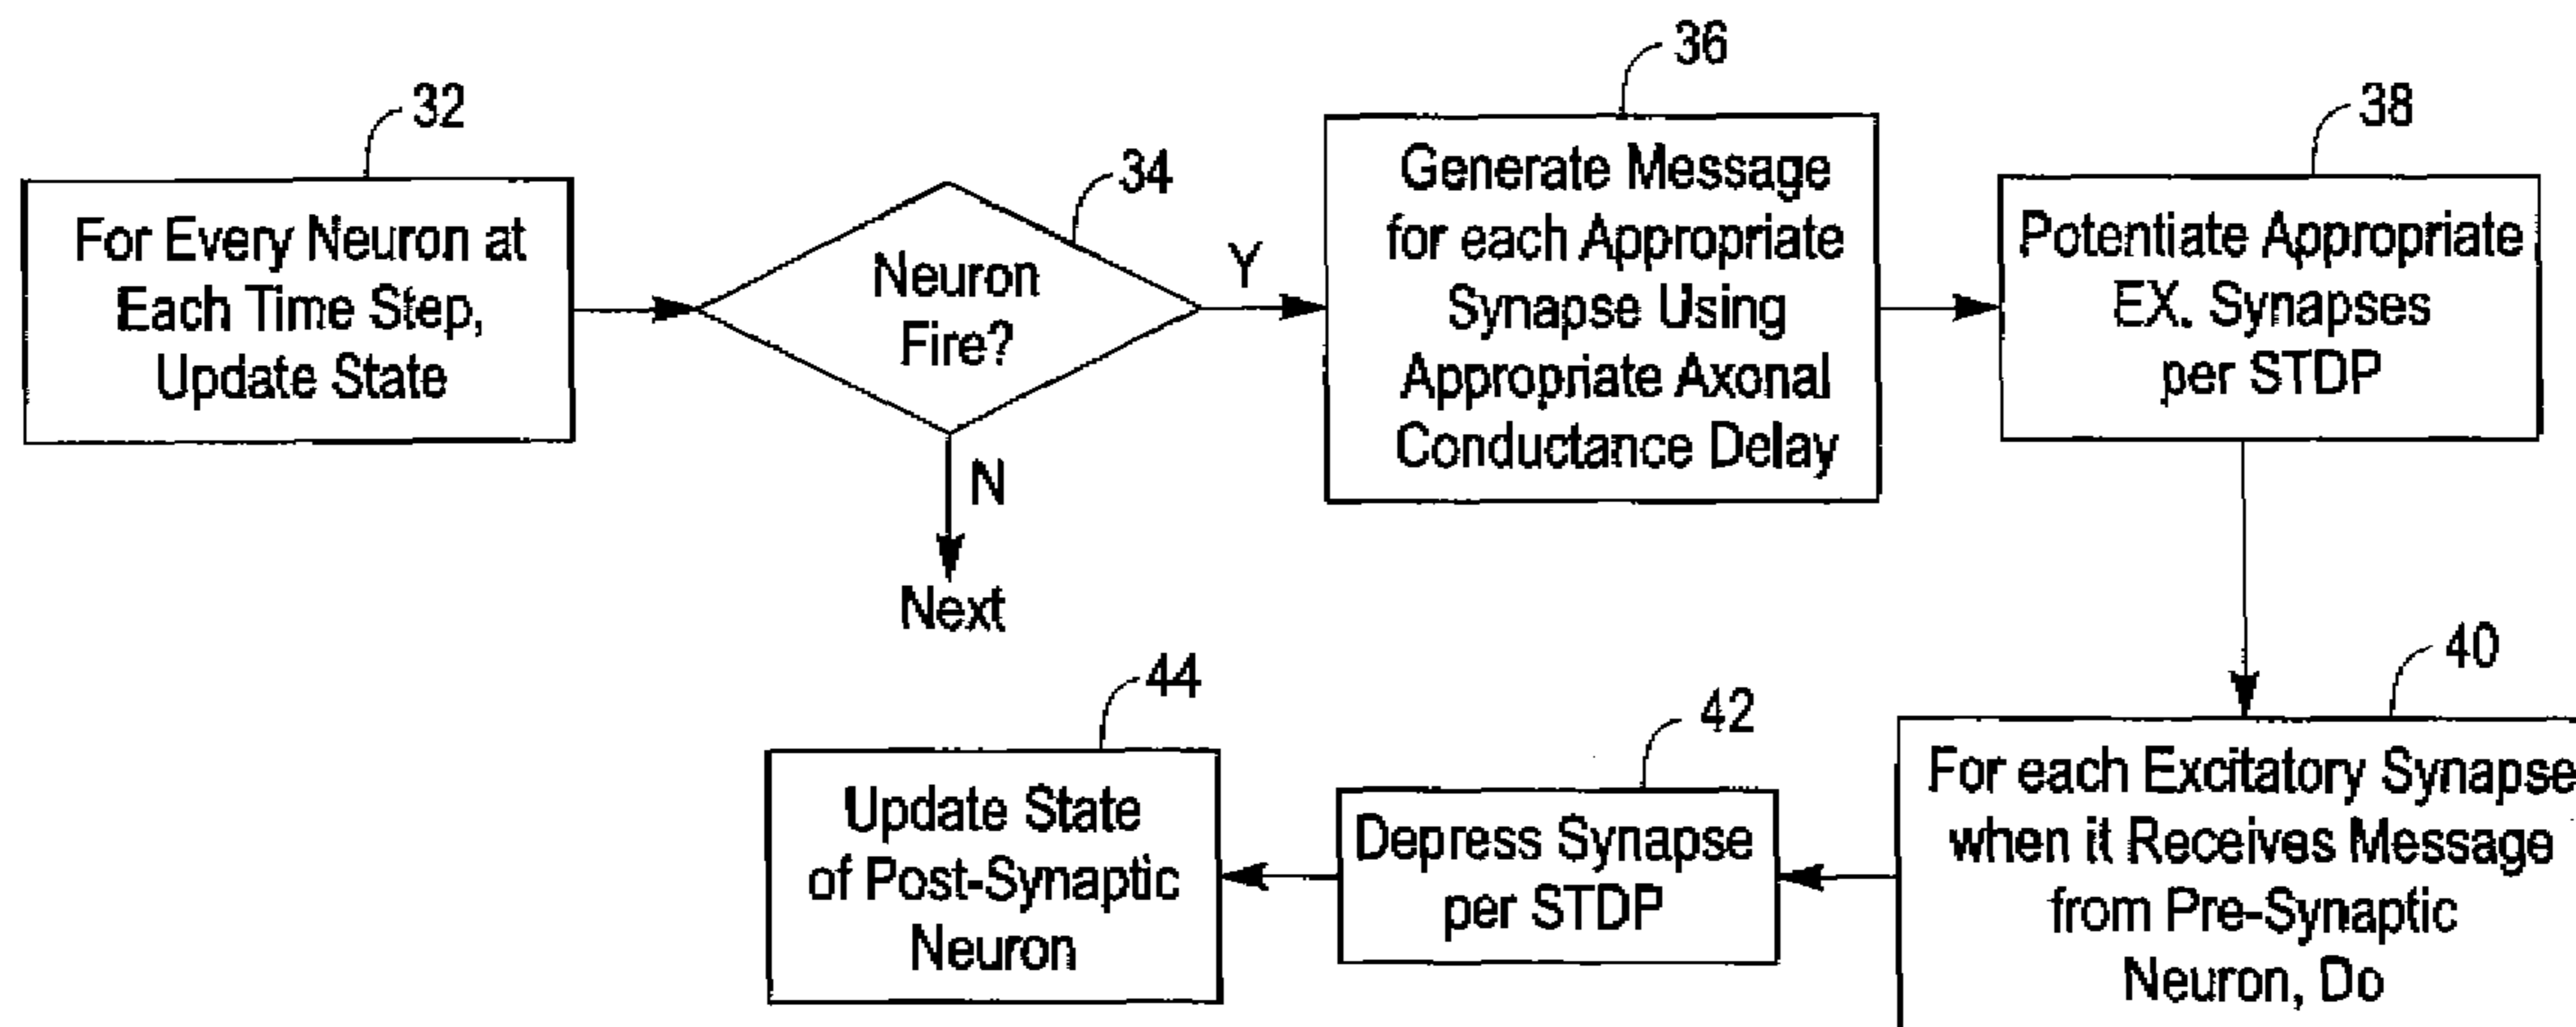 32
For Every Neuron at
Each Time Step,
Update State
34
Neuron
Fire?
Y
N
Next
36
Generate Message
for each Appropriate
Synapse Using
Appropriate Axonal
Conductance Delay
38
Potentiate Appropriate
EX. Synapses
per STDP
40
For each Excitatory Synapse
when it Receives Message
from Pre-Synaptic
Neuron, Do
42
Depress Synapse
per STDP
44
Update State
of Post-Synaptic
Neuron